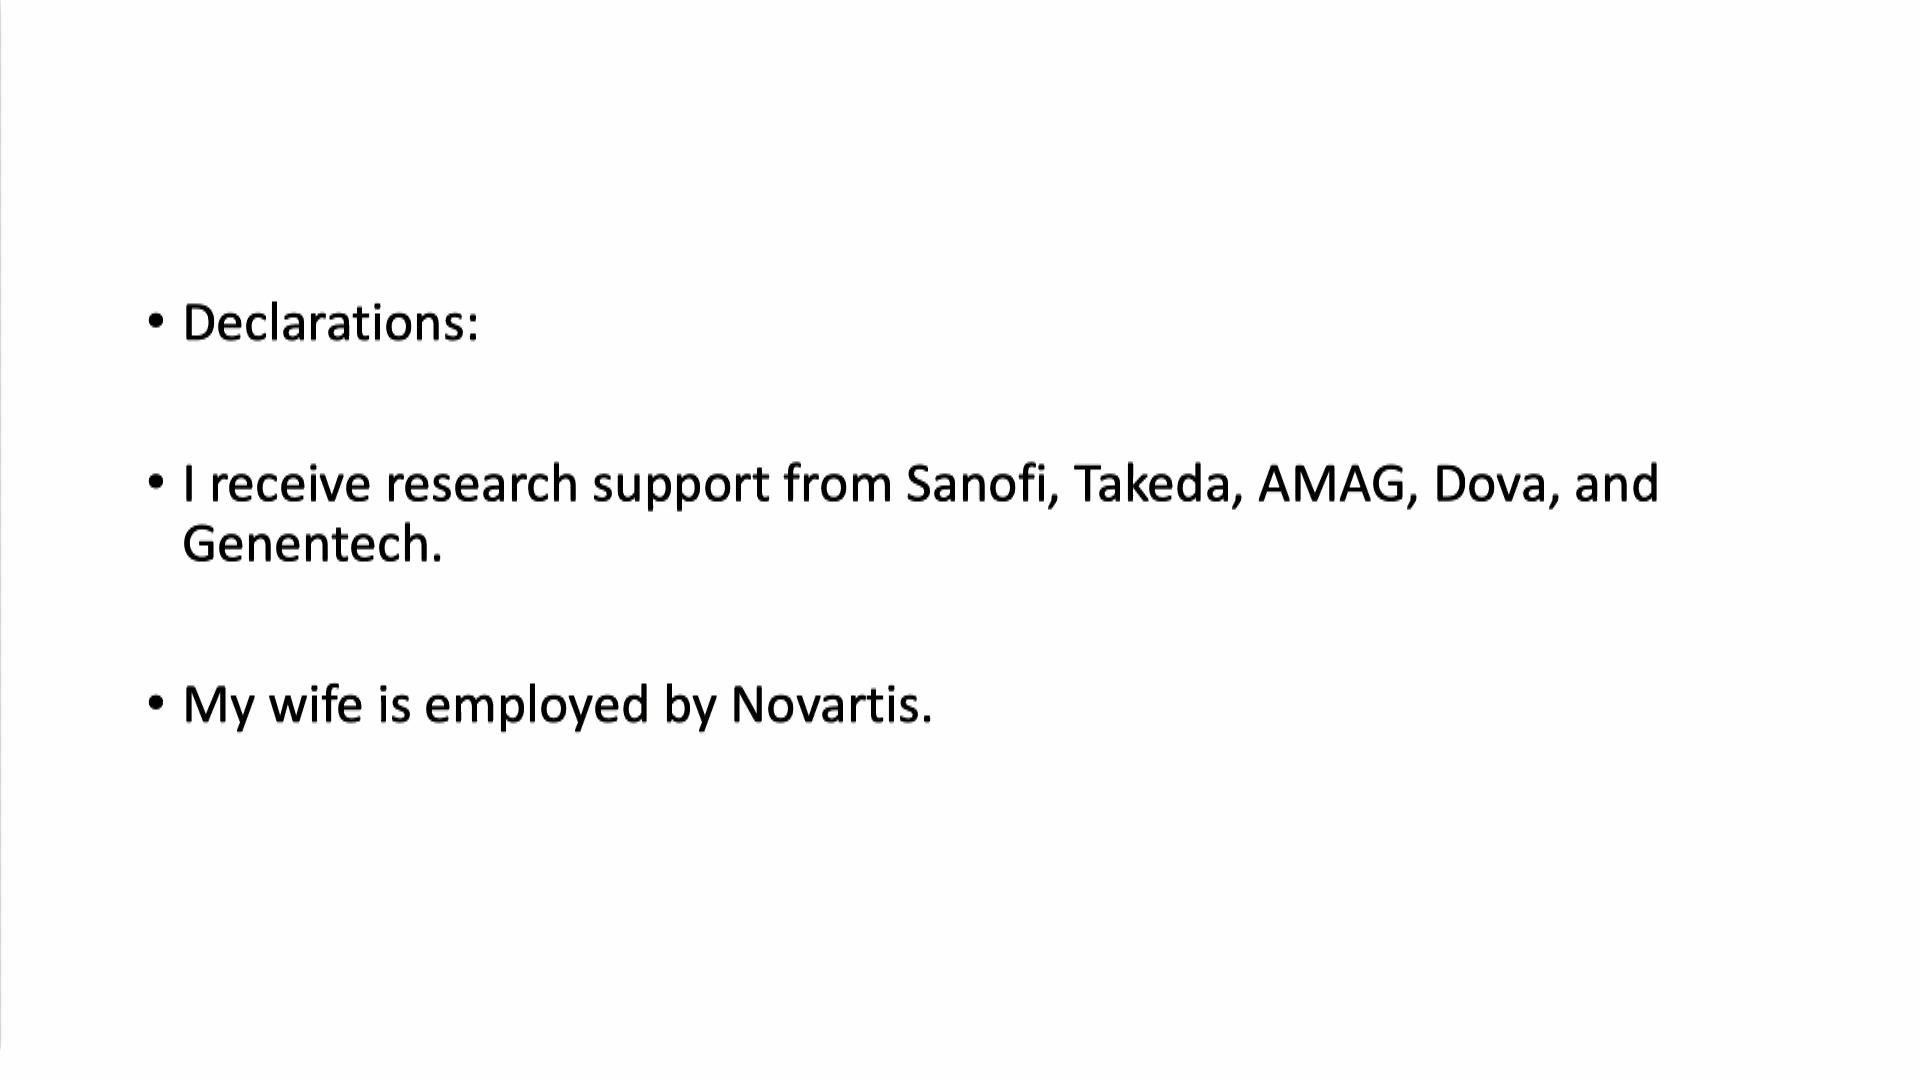 • Declarations:
• I receive research support from Sanofi, Takeda, AMAG, Dova, and
Genentech.
• My wife is employed by Novartis.